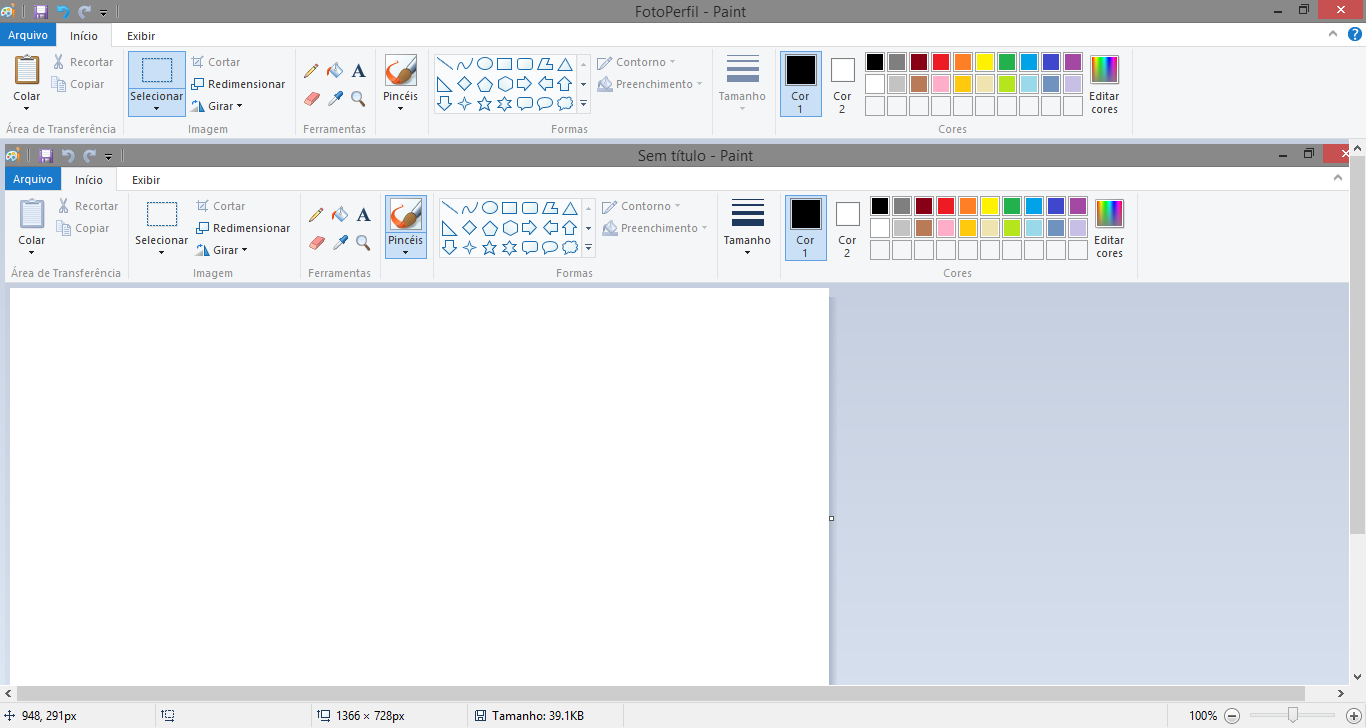 FotoPerfil - Paint
Arquivo Início Exibir
Colar Recortar Copiar
Selecionar Cortar Redimensionar Girar
Pincéis
Contorno Preenchimento
Tamanho
Cor 1 Cor 2
Editar cores
Área de Transferência Imagem Ferramentas Formas Cores
Sem título - Paint
Arquivo Início Exibir
Colar Recortar Copiar
Selecionar Cortar Redimensionar Girar
Pincéis
Contorno Preenchimento
Tamanho
Cor 1 Cor 2
Editar cores
Área de Transferência Imagem Ferramentas Formas Cores
948, 291px 1366 × 728px Tamanho: 39.1KB 100%